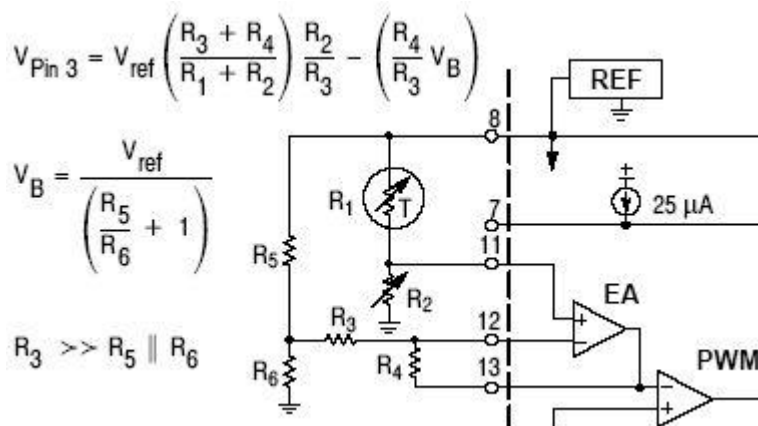 V_Pin 3 = V_ref ( (R_3 + R_4) / (R_1 + R_2) ) R_2 / R_3 − ( R_4 / R_3 V_B )
V_B = V_ref / ( R_5 / R_6 + 1 )
R_3 >> R_5 || R_6
REF
8
R_1
T
+
25 µA
7
11
R_5
R_2
EA
+
−
R_3
12
R_6
R_4
13
PWM
−
+